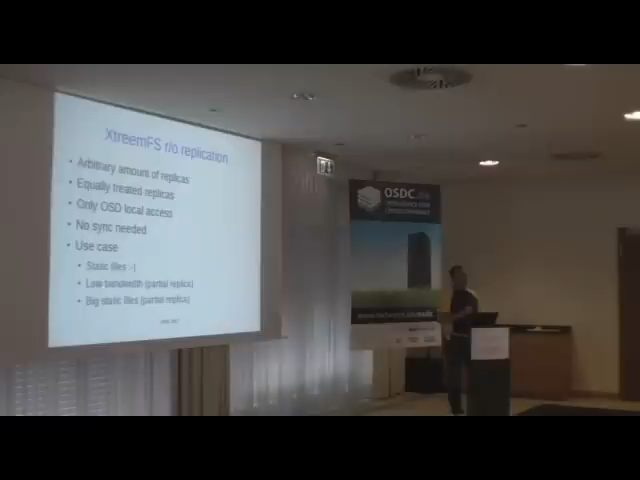 XtreemFS r/o replication
• Arbitrary amount of replicas
• Equally treated replicas
• Only OSD local access
• No sync needed
• Use case
• Static files :-)
• Low bandwidth (partial replica)
• Big static files (partial replica)
OSDC